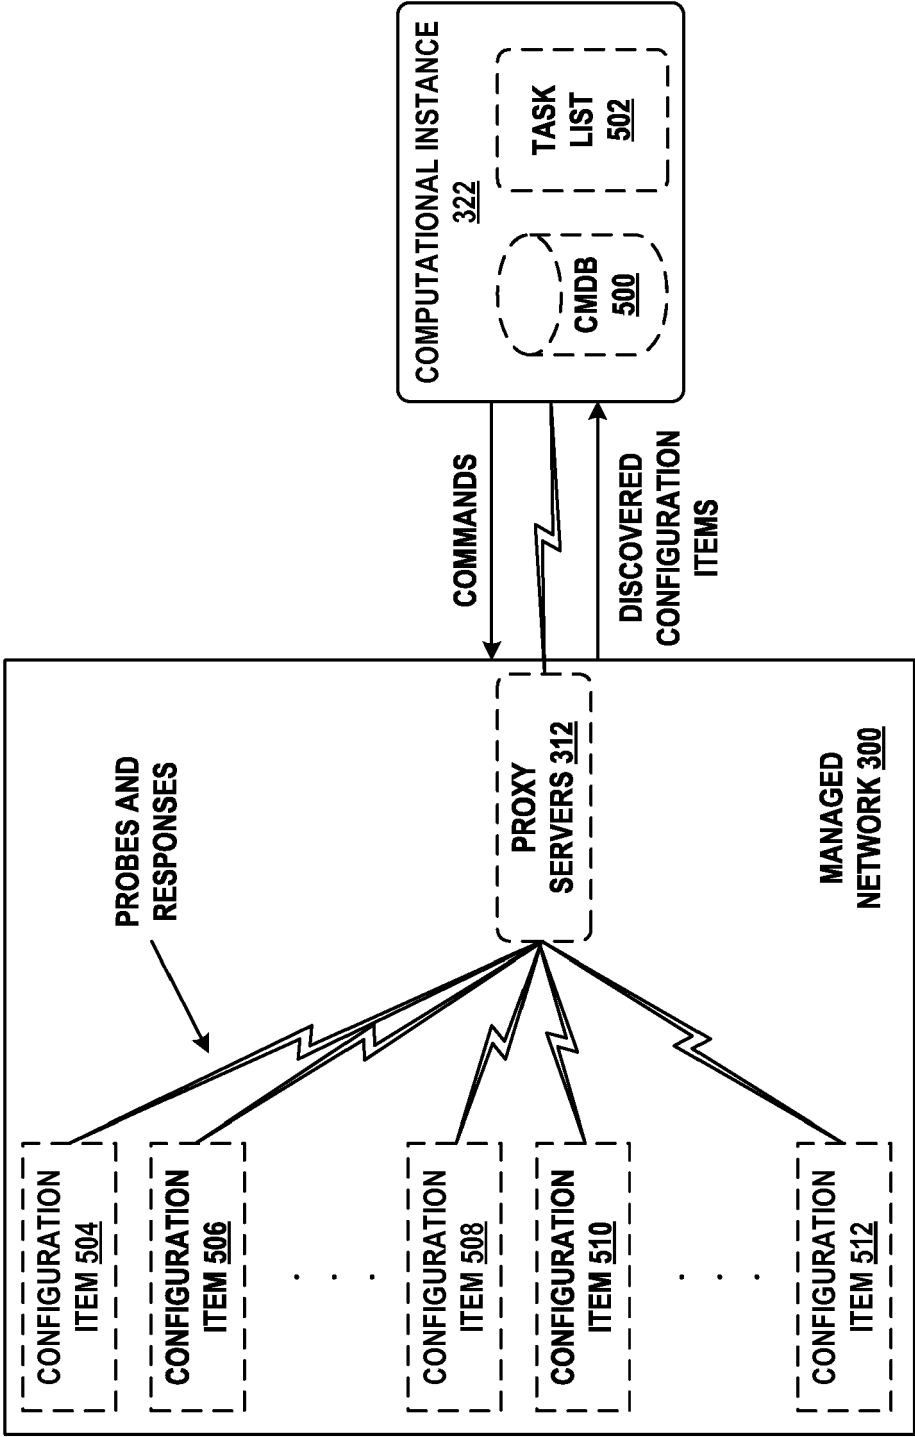 COMPUTATIONAL INSTANCE
322
CMDB
500
TASK
LIST
502
COMMANDS
DISCOVERED
CONFIGURATION
ITEMS
PROBES AND
RESPONSES
PROXY
SERVERS 312
MANAGED
NETWORK 300
CONFIGURATION
ITEM 504
CONFIGURATION
ITEM 506
. . .
CONFIGURATION
ITEM 508
CONFIGURATION
ITEM 510
. . .
CONFIGURATION
ITEM 512